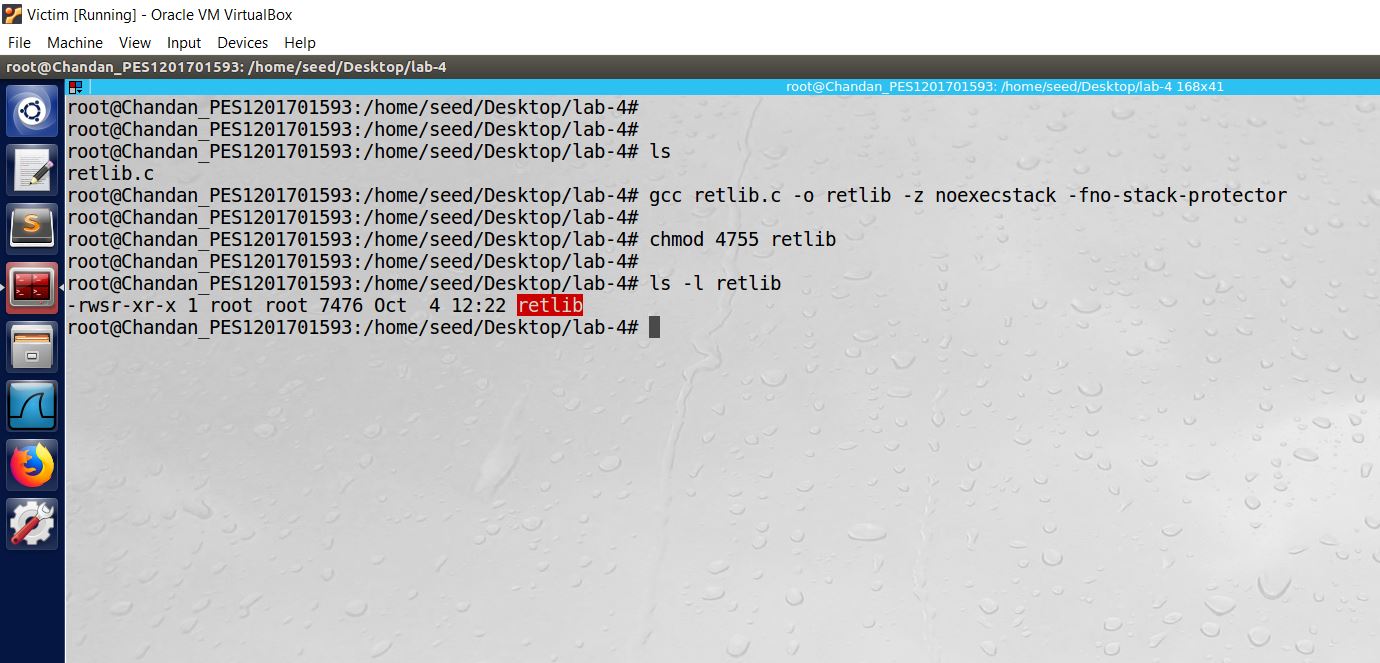 Victim [Running] - Oracle VM VirtualBox
File Machine View Input Devices Help
root@Chandan_PES1201701593: /home/seed/Desktop/lab-4
root@Chandan_PES1201701593: /home/seed/Desktop/lab-4 168x41
root@Chandan_PES1201701593:/home/seed/Desktop/lab-4#
root@Chandan_PES1201701593:/home/seed/Desktop/lab-4#
root@Chandan_PES1201701593:/home/seed/Desktop/lab-4# ls
retlib.c
root@Chandan_PES1201701593:/home/seed/Desktop/lab-4# gcc retlib.c -o retlib -z noexecstack -fno-stack-protector
root@Chandan_PES1201701593:/home/seed/Desktop/lab-4#
root@Chandan_PES1201701593:/home/seed/Desktop/lab-4# chmod 4755 retlib
root@Chandan_PES1201701593:/home/seed/Desktop/lab-4#
root@Chandan_PES1201701593:/home/seed/Desktop/lab-4# ls -l retlib
-rwsr-xr-x 1 root root 7476 Oct  4 12:22 retlib
root@Chandan_PES1201701593:/home/seed/Desktop/lab-4#